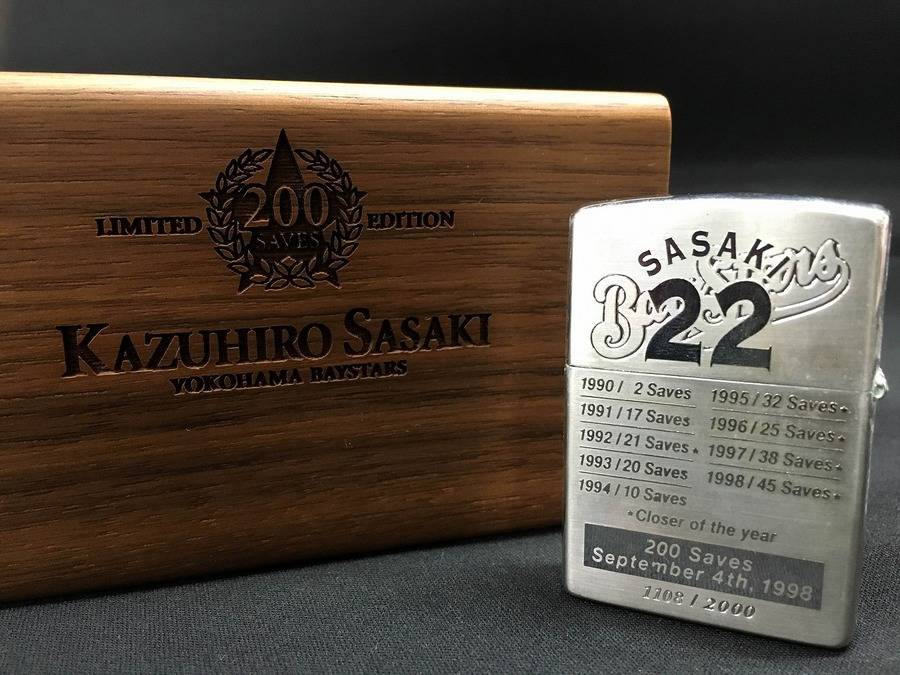 LIMITED 200 EDITION
SAVES
KAZUHIRO SASAKI
YOKOHAMA BAYSTARS
SASAKI
BayStars
22
1990 / 2 Saves
1991 / 17 Saves
1992 / 21 Saves *
1993 / 20 Saves
1994 / 10 Saves
1995 / 32 Saves *
1996 / 25 Saves *
1997 / 38 Saves *
1998 / 45 Saves *
*Closer of the year
200 Saves
September 4th, 1998
1108 / 2000